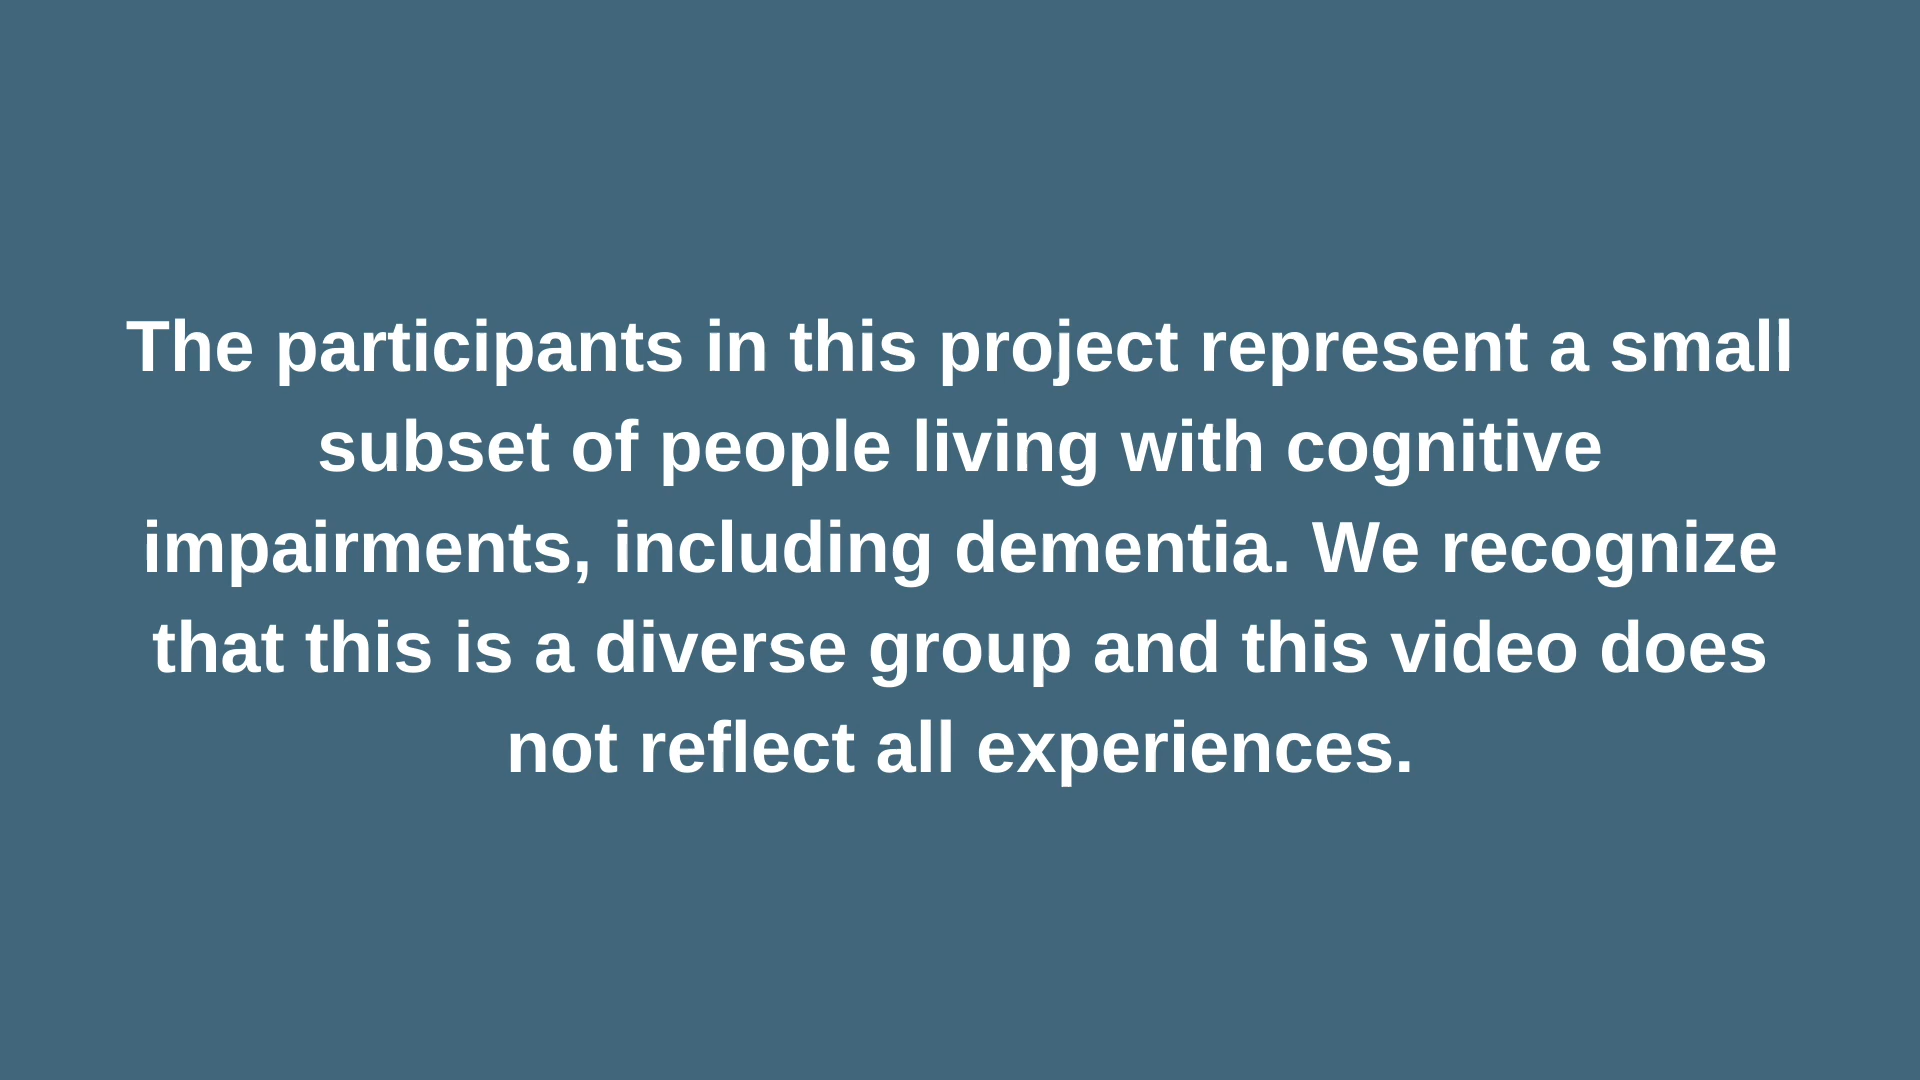 The participants in this project represent a small
subset of people living with cognitive
impairments, including dementia. We recognize
that this is a diverse group and this video does
not reflect all experiences.